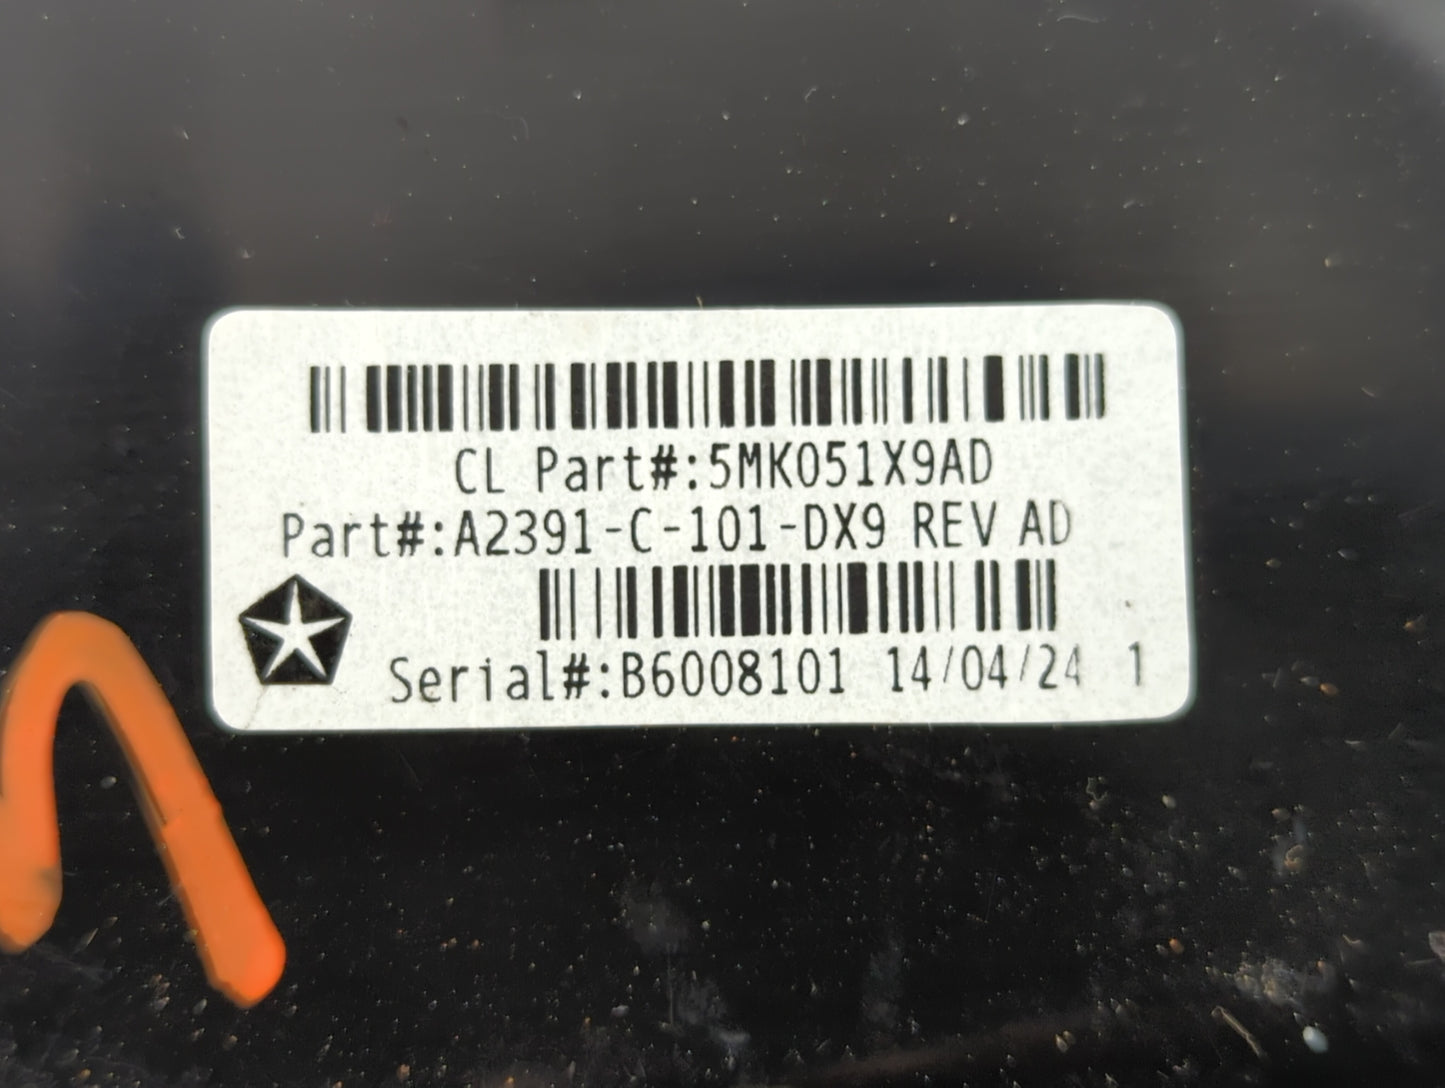 CL Part#:5MK051X9AD
Part#:A2391-C-101-DX9 REV AD
Serial#:B6008101 14/04/24 1